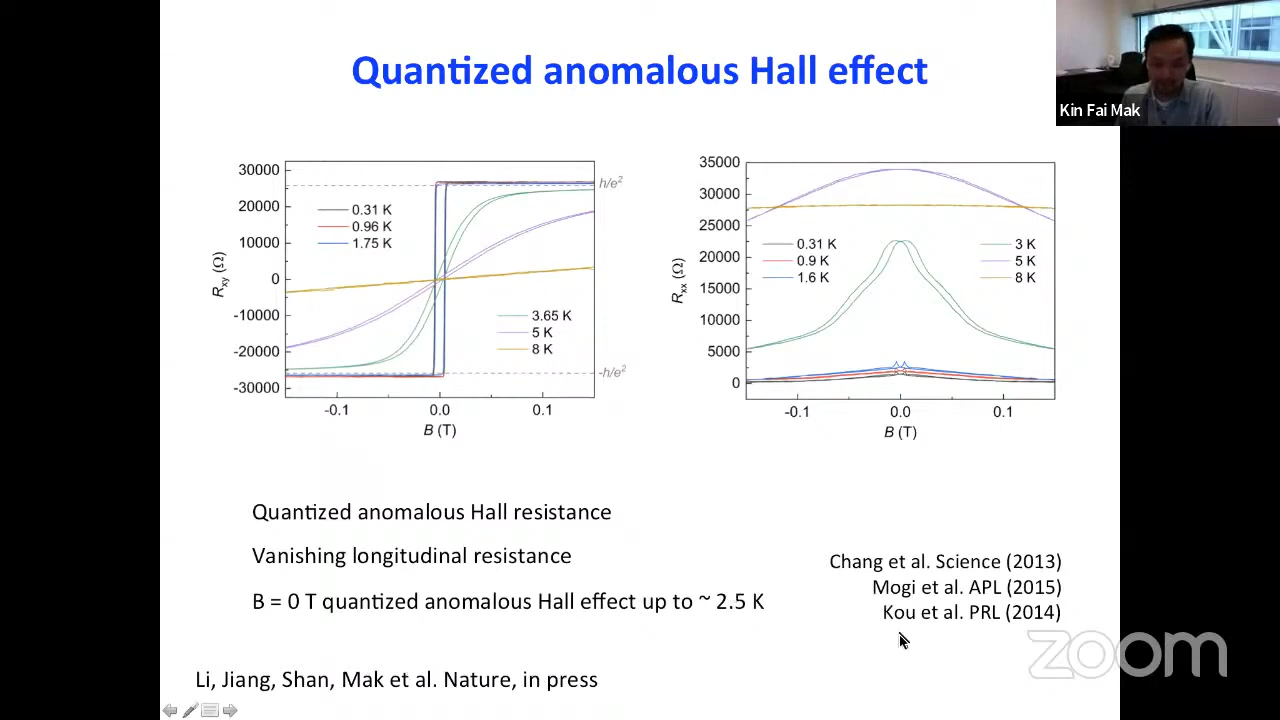 Quantized anomalous Hall effect
Kin Fai Mak
30000
20000
10000
0
-10000
-20000
-30000
Rxy (Ω)
h/e²
-h/e²
0.31 K
0.96 K
1.75 K
3.65 K
5 K
8 K
-0.1
0.0
0.1
B (T)
35000
30000
25000
20000
15000
10000
5000
0
Rxx (Ω)
0.31 K
0.9 K
1.6 K
3 K
5 K
8 K
-0.1
0.0
0.1
B (T)
Quantized anomalous Hall resistance
Vanishing longitudinal resistance
B = 0 T quantized anomalous Hall effect up to ~ 2.5 K
Chang et al. Science (2013)
Mogi et al. APL (2015)
Kou et al. PRL (2014)
Li, Jiang, Shan, Mak et al. Nature, in press
zoom